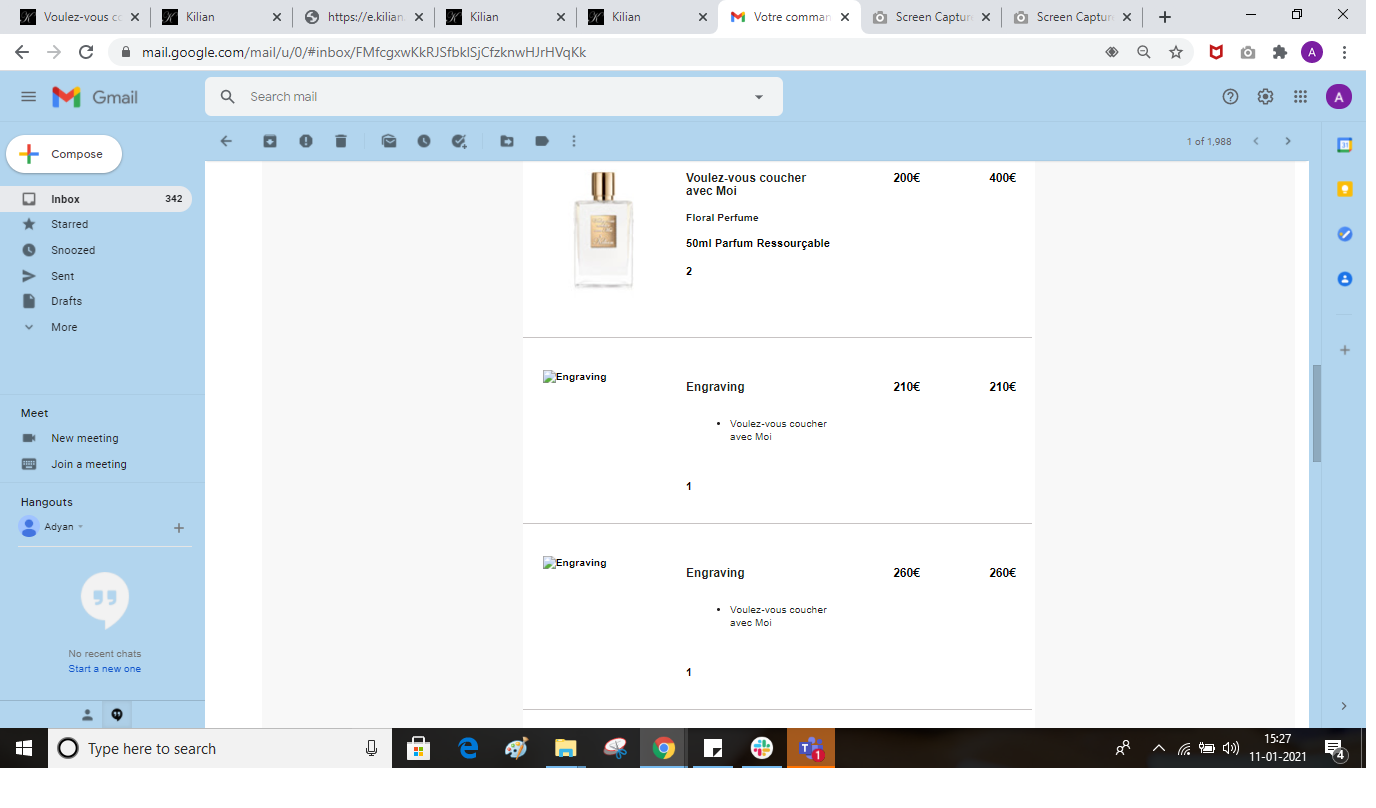 Voulez-vous co
Kilian
https://e.kilian.
Kilian
Kilian
Votre comman
Screen Captur
Screen Captur
mail.google.com/mail/u/0/#inbox/FMfcgxwKkRJSfbklSjCfzknwHJrHVqKk
A
Gmail
Search mail
A
Compose
1 of 1,988
31
Inbox 342
Starred
Snoozed
Sent
Drafts
More
Meet
New meeting
Join a meeting
Hangouts
Adyan
No recent chats
Start a new one
Voulez-vous coucher 200€ 400€
avec Moi
Floral Perfume
50ml Parfum Ressourçable
2
Engraving
Engraving 210€ 210€
• Voulez-vous coucher
avec Moi
1
Engraving
Engraving 260€ 260€
• Voulez-vous coucher
avec Moi
1
Type here to search
1
15:27
11-01-2021
4